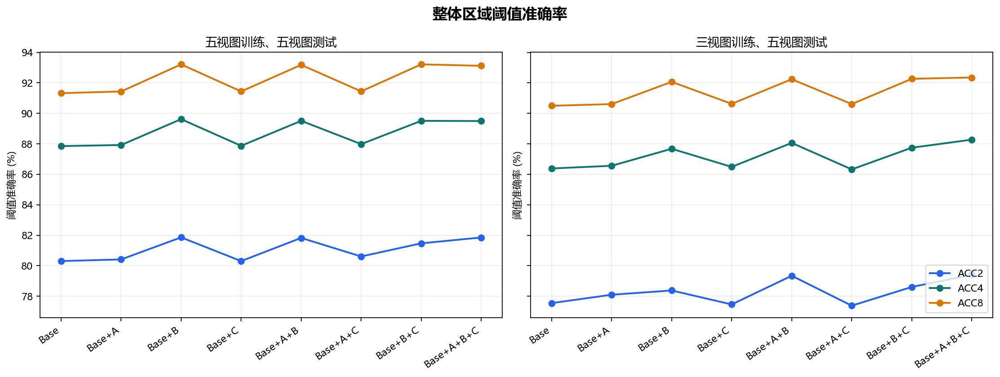 整体区域阈值准确率
五视图训练、五视图测试
阈值准确率 (%)
94
92
90
88
86
84
82
80
78
Base
Base+A
Base+B
Base+C
Base+A+B
Base+A+C
Base+B+C
Base+A+B+C
三视图训练、五视图测试
阈值准确率 (%)
ACC2
ACC4
ACC8
Base
Base+A
Base+B
Base+C
Base+A+B
Base+A+C
Base+B+C
Base+A+B+C